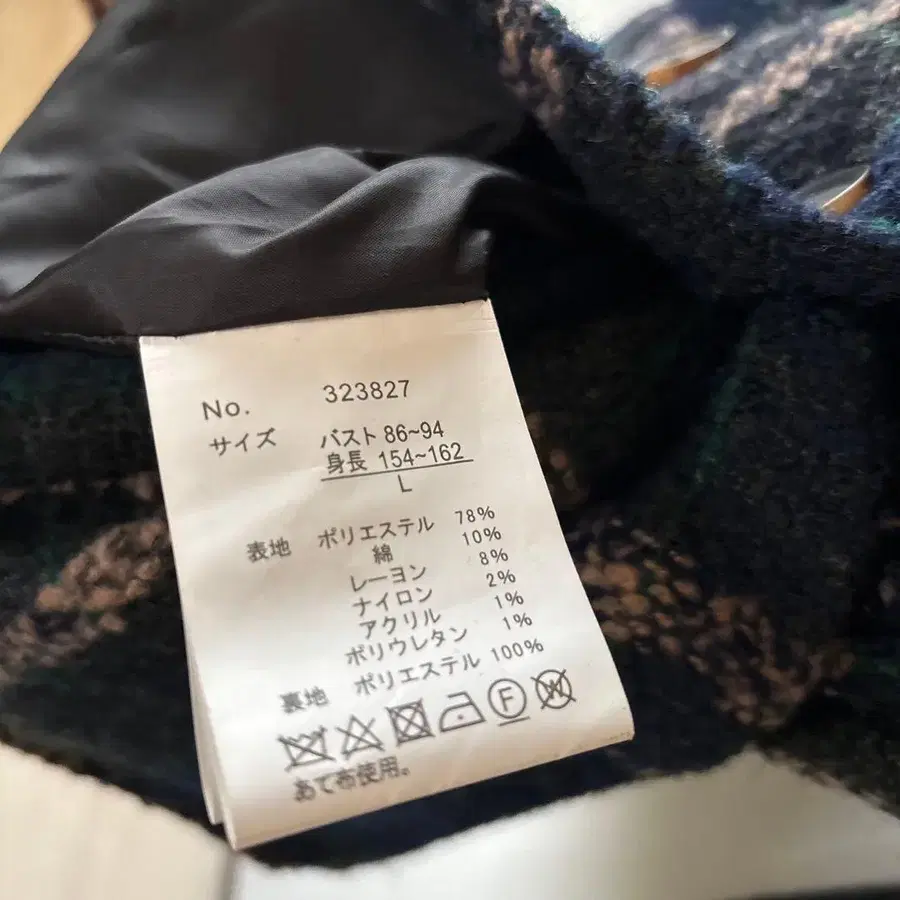 No. 323827
サイズ バスト 86~94
身長 154~162
L
表地 ポリエステル 78%
綿 10%
レーヨン 8%
ナイロン 2%
アクリル 1%
ポリウレタン 1%
裏地 ポリエステル 100%
F W
あて布使用。